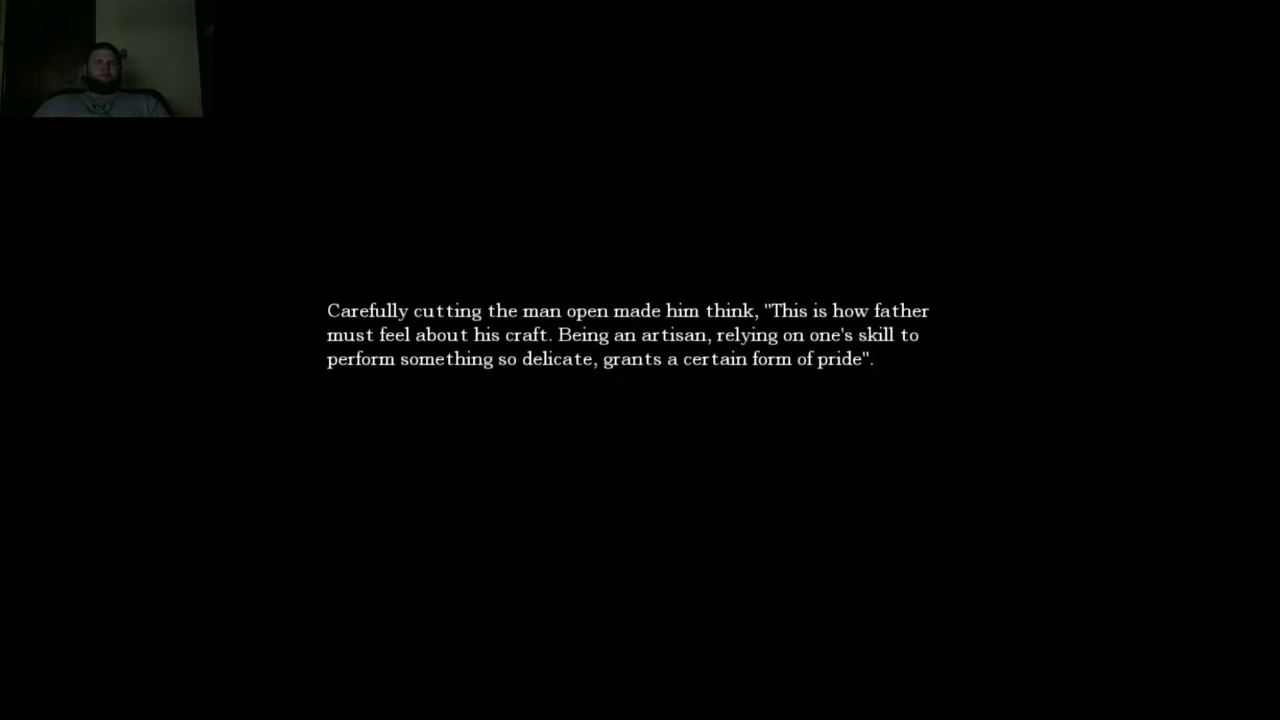 Carefully cutting the man open made him think, "This is how father
must feel about his craft. Being an artisan, relying on one's skill to
perform something so delicate, grants a certain form of pride".